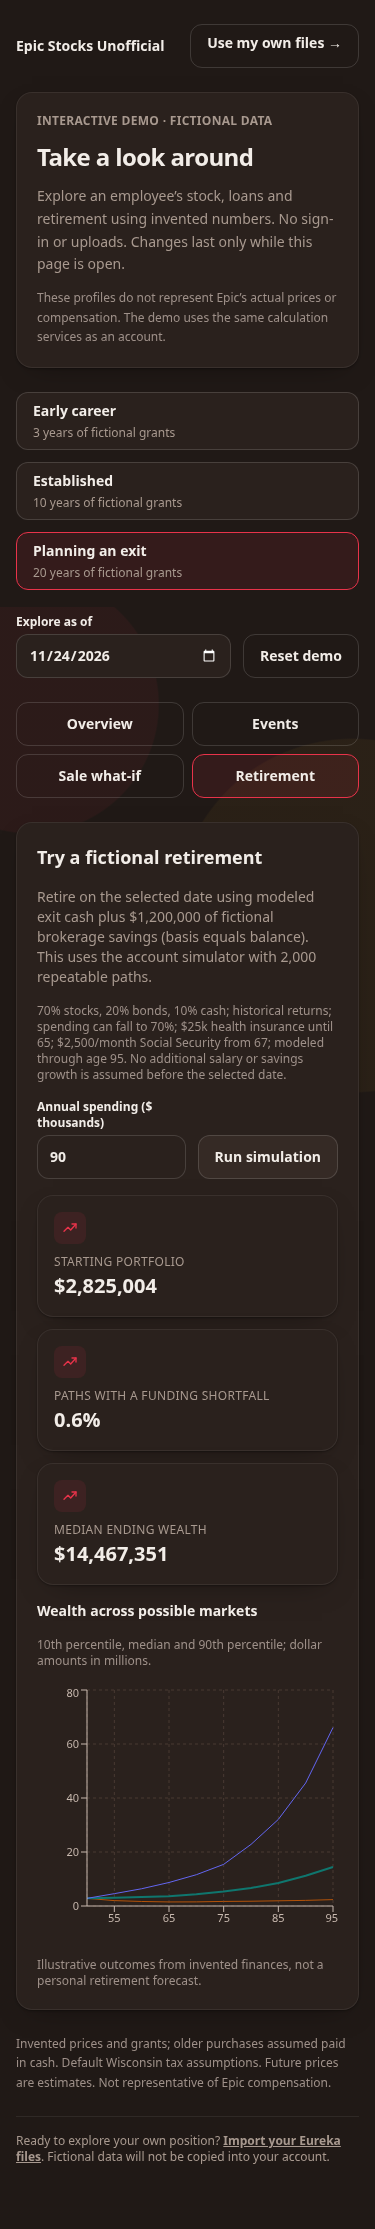 Epic Stocks Unofficial
Use my own files →
INTERACTIVE DEMO · FICTIONAL DATA
Take a look around
Explore an employee’s stock, loans and
retirement using invented numbers. No sign-
in or uploads. Changes last only while this
page is open.
These profiles do not represent Epic's actual prices or
compensation. The demo uses the same calculation
services as an account.
Early career
3 years of fictional grants
Established
10 years of fictional grants
Planning an exit
20 years of fictional grants
Explore as of
11/24/2026
Reset demo
Overview
Events
Sale what-if
Retirement
Try a fictional retirement
Retire on the selected date using modeled
exit cash plus $1,200,000 of fictional
brokerage savings (basis equals balance).
This uses the account simulator with 2,000
repeatable paths.
70% stocks, 20% bonds, 10% cash; historical returns;
spending can fall to 70%; $25k health insurance until
65; $2,500/month Social Security from 67; modeled
through age 95. No additional salary or savings
growth is assumed before the selected date.
Annual spending ($
thousands)
90
Run simulation
STARTING PORTFOLIO
$2,825,004
PATHS WITH A FUNDING SHORTFALL
0.6%
MEDIAN ENDING WEALTH
$14,467,351
Wealth across possible markets
10th percentile, median and 90th percentile; dollar
amounts in millions.
80
60
40
20
0
55 65 75 85 95
Illustrative outcomes from invented finances, not a
personal retirement forecast.
Invented prices and grants; older purchases assumed paid
in cash. Default Wisconsin tax assumptions. Future prices
are estimates. Not representative of Epic compensation.
Ready to explore your own position? Import your Eureka
files. Fictional data will not be copied into your account.